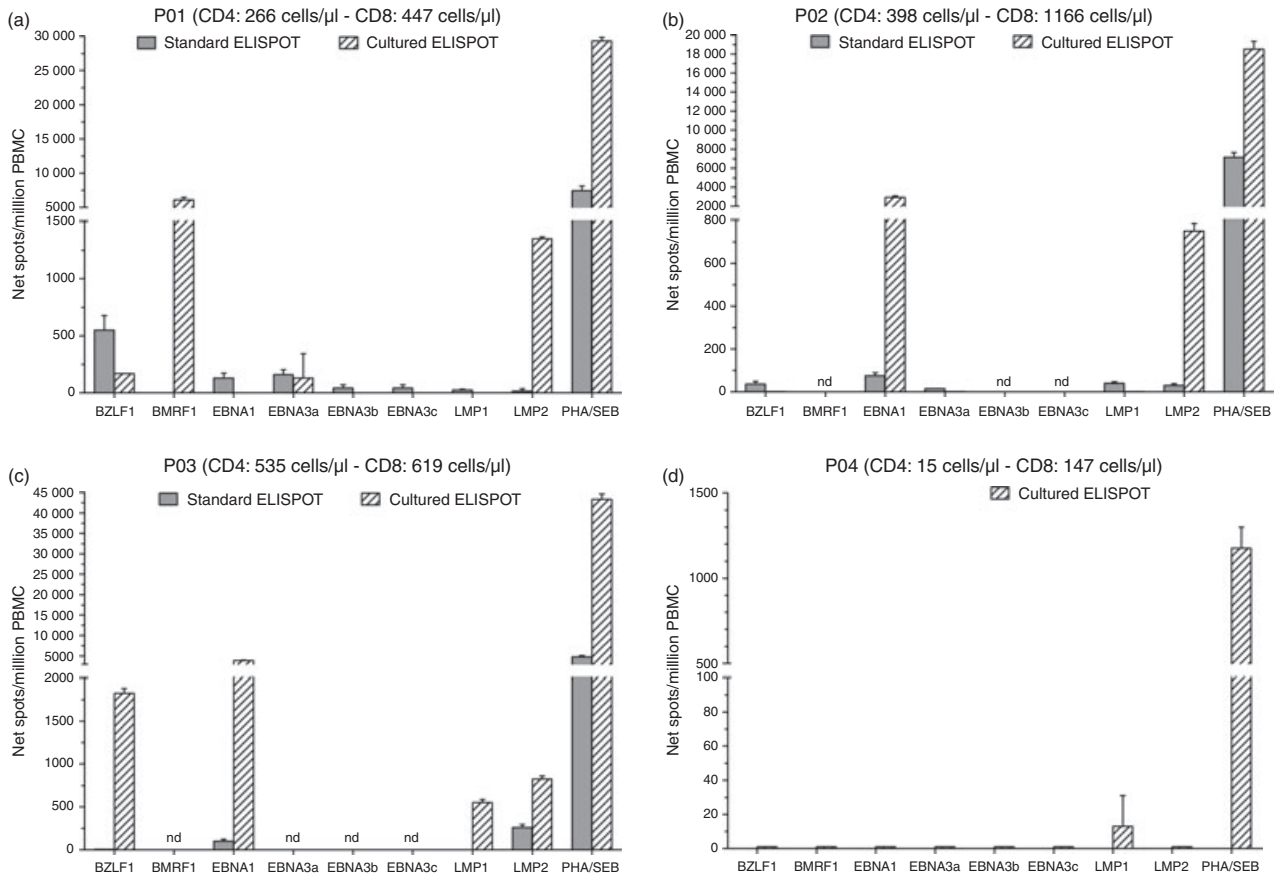 (a)
P01 (CD4: 266 cells/µl - CD8: 447 cells/µl)
Standard ELISPOT
Cultured ELISPOT
Net spots/milllion PBMC
30 000
25 000
20 000
15 000
10 000
5000
1500
1000
500
0
BZLF1 BMRF1 EBNA1 EBNA3a EBNA3b EBNA3c LMP1 LMP2 PHA/SEB
(b)
P02 (CD4: 398 cells/µl - CD8: 1166 cells/µl)
Standard ELISPOT
Cultured ELISPOT
Net spots/milllion PBMC
20 000
18 000
16 000
14 000
12 000
10 000
8000
6000
4000
2000
800
600
400
200
0
nd nd nd
BZLF1 BMRF1 EBNA1 EBNA3a EBNA3b EBNA3c LMP1 LMP2 PHA/SEB
(c)
P03 (CD4: 535 cells/µl - CD8: 619 cells/µl)
Standard ELISPOT
Cultured ELISPOT
Net spots/milllion PBMC
45 000
40 000
35 000
30 000
25 000
20 000
15 000
10 000
5000
2000
1500
1000
500
0
nd nd nd nd
BZLF1 BMRF1 EBNA1 EBNA3a EBNA3b EBNA3c LMP1 LMP2 PHA/SEB
(d)
P04 (CD4: 15 cells/µl - CD8: 147 cells/µl)
Cultured ELISPOT
Net spots/milllion PBMC
1500
1000
500
100
80
60
40
20
0
BZLF1 BMRF1 EBNA1 EBNA3a EBNA3b EBNA3c LMP1 LMP2 PHA/SEB